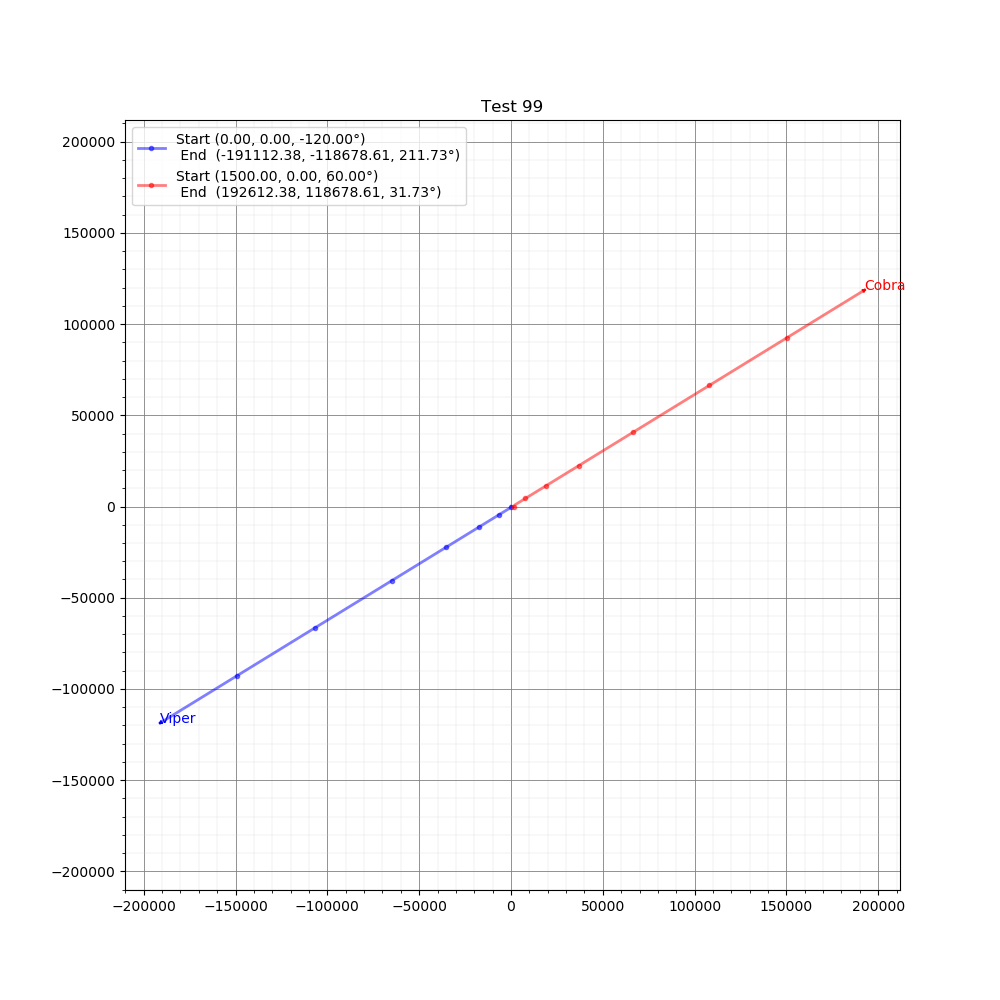 Test 99
Start (0.00, 0.00, -120.00°)
End (-191112.38, -118678.61, 211.73°)
Start (1500.00, 0.00, 60.00°)
End (192612.38, 118678.61, 31.73°)
200000
150000
100000
50000
0
−50000
−100000
−150000
−200000
Cobra
Viper
−200000 −150000 −100000 −50000 0 50000 100000 150000 200000